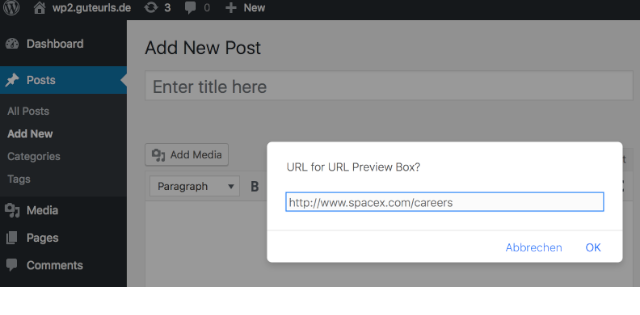 wp2.guteurls.de 3 0 New
Dashboard
Posts
All Posts
Add New
Categories
Tags
Media
Pages
Comments
Add New Post
Enter title here
Add Media
Paragraph B
URL for URL Preview Box?
http://www.spacex.com/careers
Abbrechen OK